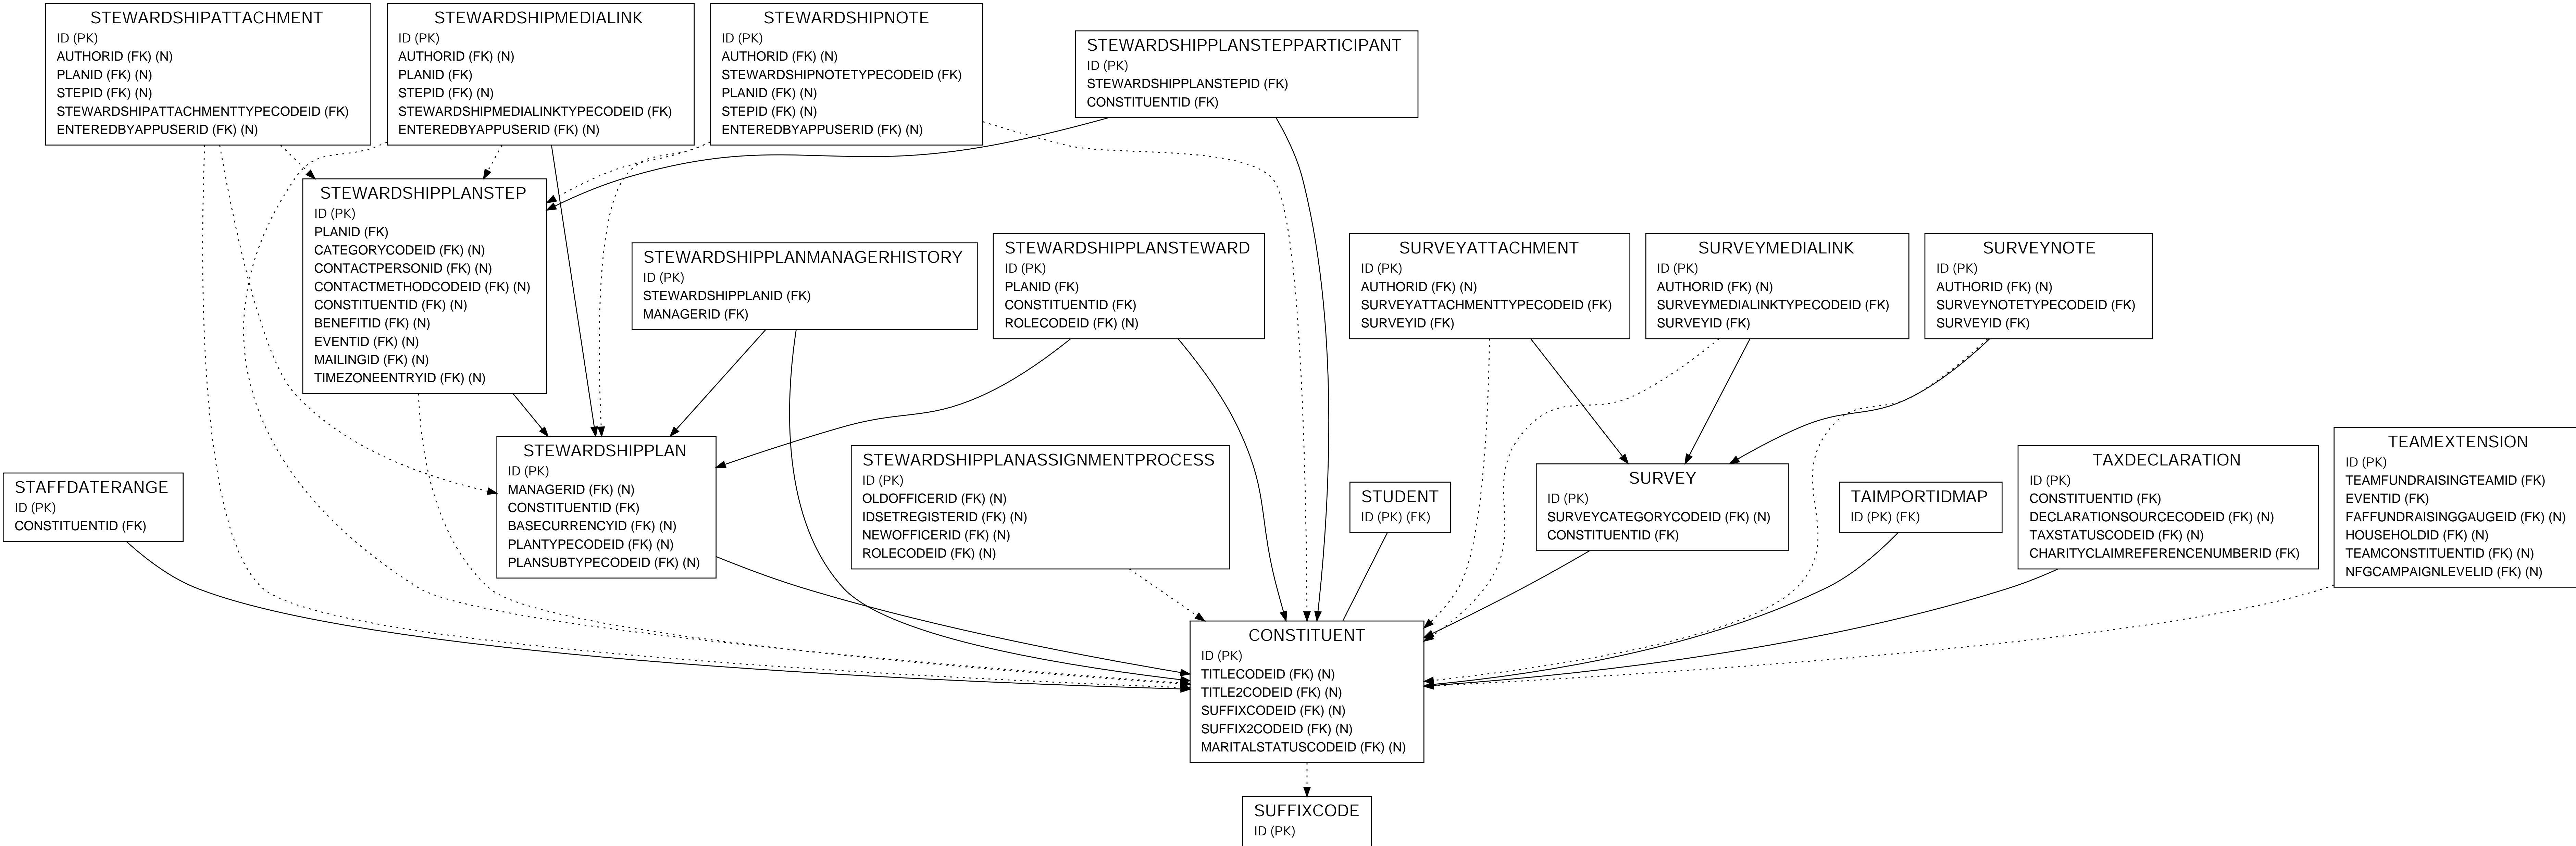 STEWARDSHIPATTACHMENT
ID (PK)
AUTHORID (FK) (N)
PLANID (FK) (N)
STEPID (FK) (N)
STEWARDSHIPATTACHMENTTYPECODEID (FK)
ENTEREDBYAPPUSERID (FK) (N)
STEWARDSHIPMEDIALINK
ID (PK)
AUTHORID (FK) (N)
PLANID (FK)
STEPID (FK) (N)
STEWARDSHIPMEDIALINKTYPECODEID (FK)
ENTEREDBYAPPUSERID (FK) (N)
STEWARDSHIPNOTE
ID (PK)
AUTHORID (FK) (N)
STEWARDSHIPNOTETYPECODEID (FK)
PLANID (FK) (N)
STEPID (FK) (N)
ENTEREDBYAPPUSERID (FK) (N)
STEWARDSHIPPLANSTEPPARTICIPANT
ID (PK)
STEWARDSHIPPLANSTEPID (FK)
CONSTITUENTID (FK)
STEWARDSHIPPLANSTEP
ID (PK)
PLANID (FK)
CATEGORYCODEID (FK) (N)
CONTACTPERSONID (FK) (N)
CONTACTMETHODCODEID (FK) (N)
CONSTITUENTID (FK) (N)
BENEFITID (FK) (N)
EVENTID (FK) (N)
MAILINGID (FK) (N)
TIMEZONEENTRYID (FK) (N)
STEWARDSHIPPLANMANAGERHISTORY
ID (PK)
STEWARDSHIPPLANID (FK)
MANAGERID (FK)
STEWARDSHIPPLANSTEWARD
ID (PK)
PLANID (FK)
CONSTITUENTID (FK)
ROLECODEID (FK) (N)
SURVEYATTACHMENT
ID (PK)
AUTHORID (FK) (N)
SURVEYATTACHMENTTYPECODEID (FK)
SURVEYID (FK)
SURVEYMEDIALINK
ID (PK)
AUTHORID (FK) (N)
SURVEYMEDIALINKTYPECODEID (FK)
SURVEYID (FK)
SURVEYNOTE
ID (PK)
AUTHORID (FK) (N)
SURVEYNOTETYPECODEID (FK)
SURVEYID (FK)
STAFFDATERANGE
ID (PK)
CONSTITUENTID (FK)
STEWARDSHIPPLAN
ID (PK)
MANAGERID (FK) (N)
CONSTITUENTID (FK)
BASECURRENCYID (FK) (N)
PLANTYPECODEID (FK) (N)
PLANSUBTYPECODEID (FK) (N)
STEWARDSHIPPLANASSIGNMENTPROCESS
ID (PK)
OLDOFFICERID (FK) (N)
IDSETREGISTERID (FK) (N)
NEWOFFICERID (FK) (N)
ROLECODEID (FK) (N)
STUDENT
ID (PK) (FK)
SURVEY
ID (PK)
SURVEYCATEGORYCODEID (FK) (N)
CONSTITUENTID (FK)
TAIMPORTIDMAP
ID (PK) (FK)
TAXDECLARATION
ID (PK)
CONSTITUENTID (FK)
DECLARATIONSOURCECODEID (FK) (N)
TAXSTATUSCODEID (FK) (N)
CHARITYCLAIMREFERENCENUMBERID (FK)
TEAMEXTENSION
ID (PK)
TEAMFUNDRAISINGTEAMID (FK)
EVENTID (FK)
FAFFUNDRAISINGGAUGEID (FK) (N)
HOUSEHOLDID (FK) (N)
TEAMCONSTITUENTID (FK) (N)
NFGCAMPAIGNLEVELID (FK) (N)
CONSTITUENT
ID (PK)
TITLECODEID (FK) (N)
TITLE2CODEID (FK) (N)
SUFFIXCODEID (FK) (N)
SUFFIX2CODEID (FK) (N)
MARITALSTATUSCODEID (FK) (N)
SUFFIXCODE
ID (PK)